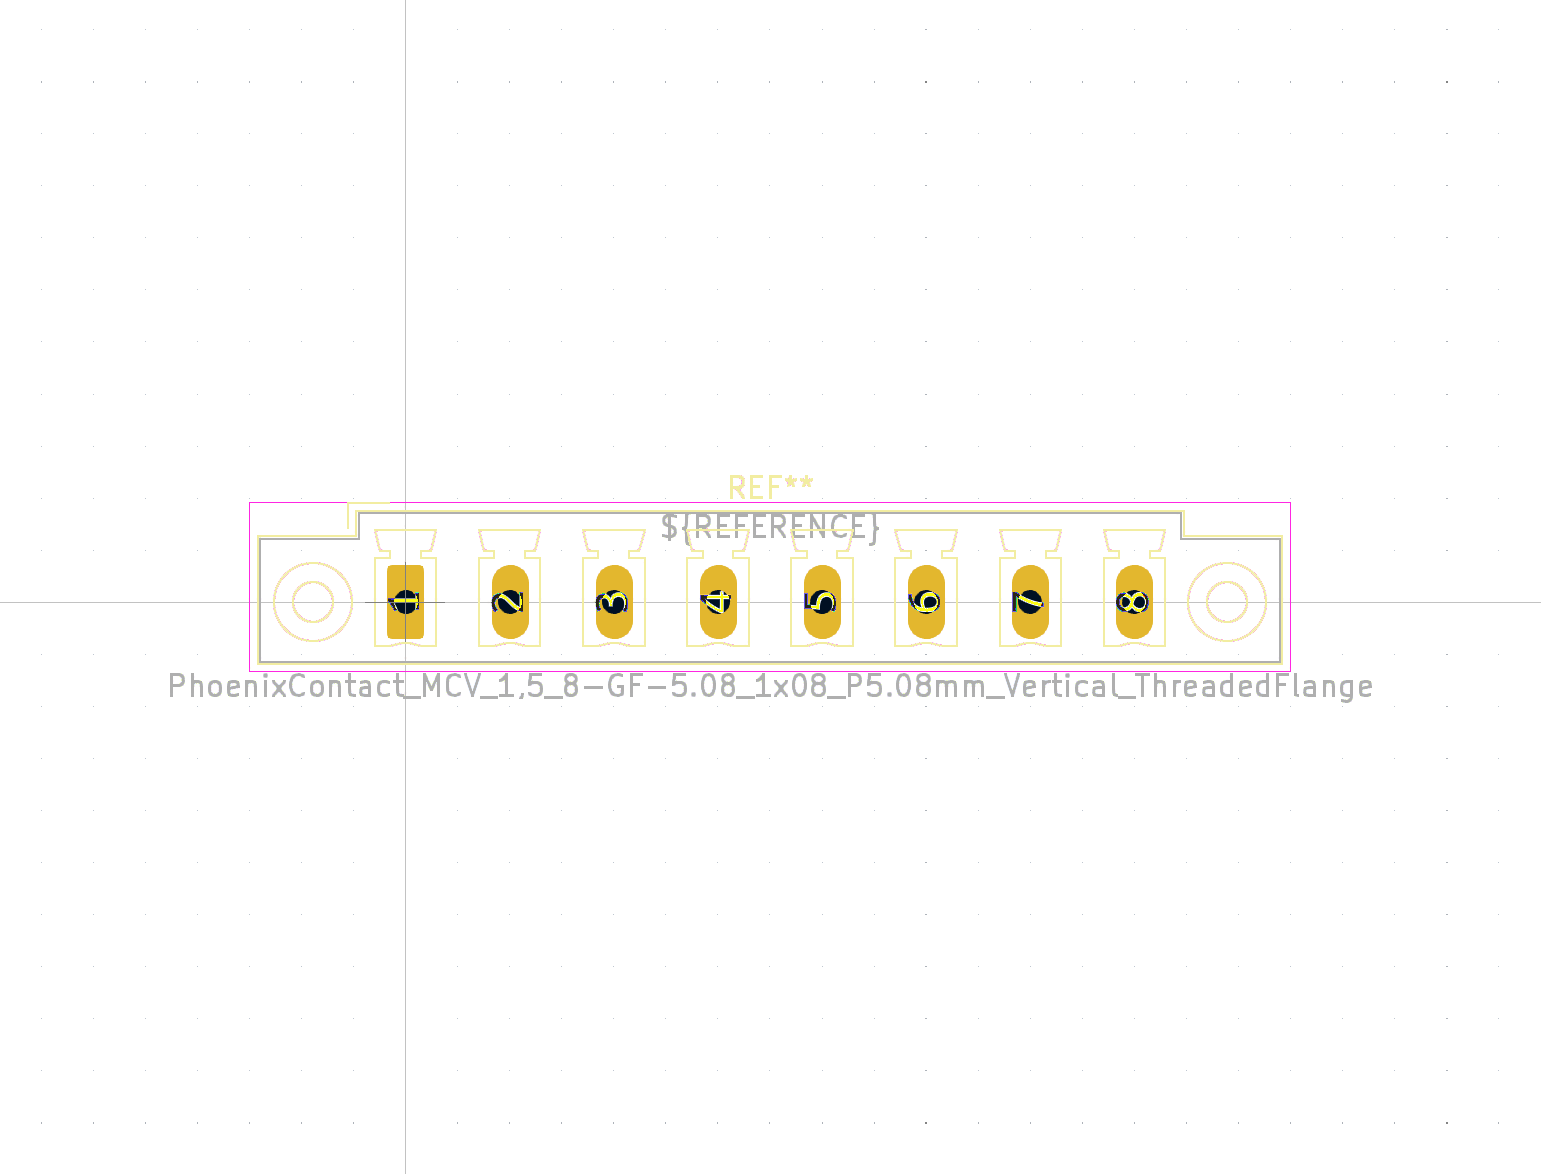 REF**
${REFERENCE}
1 2 3 4 5 6 7 8
PhoenixContact_MCV_1,5_8-GF-5.08_1x08_P5.08mm_Vertical_ThreadedFlange